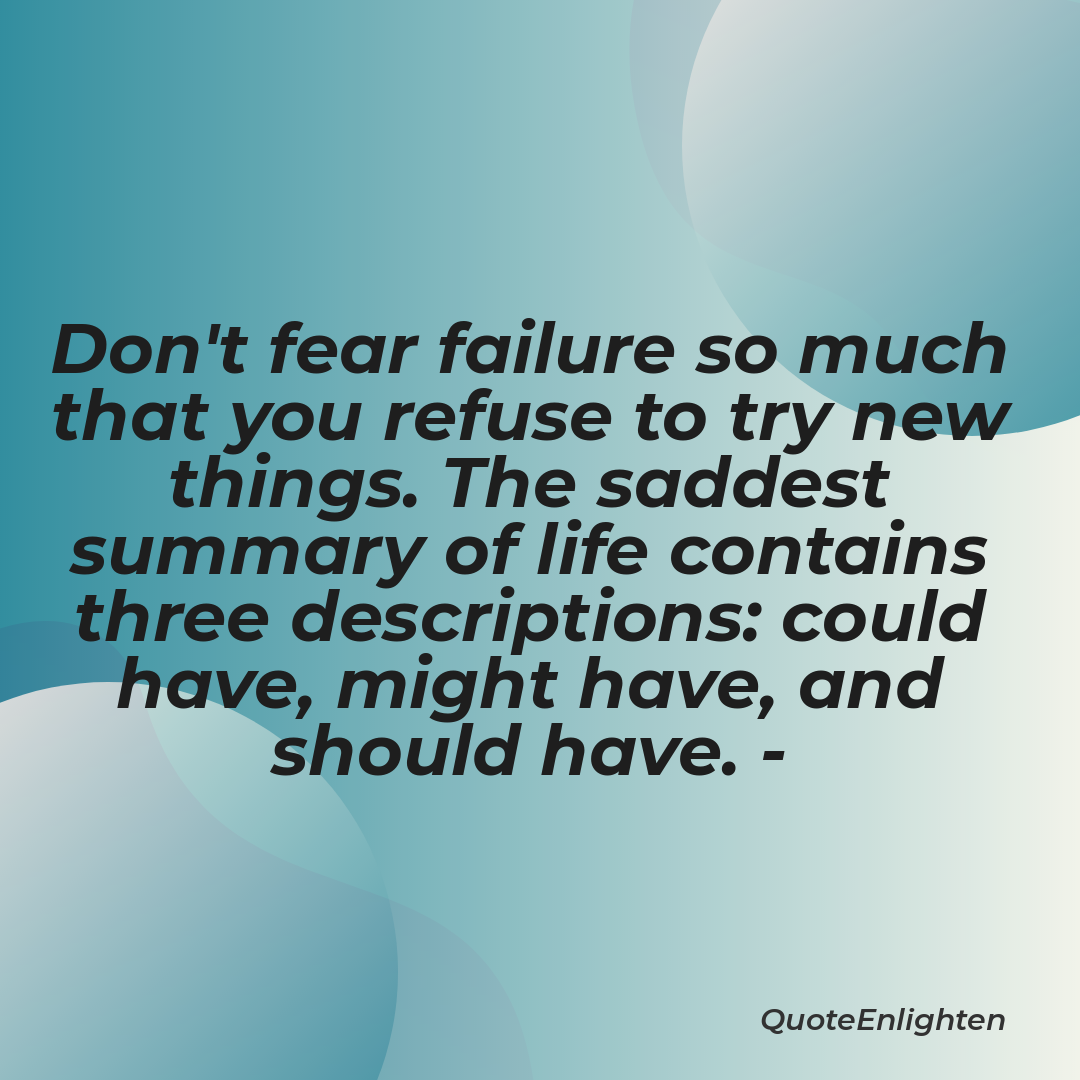 Don't fear failure so much
that you refuse to try new
things. The saddest
summary of life contains
three descriptions: could
have, might have, and
should have. -
QuoteEnlighten